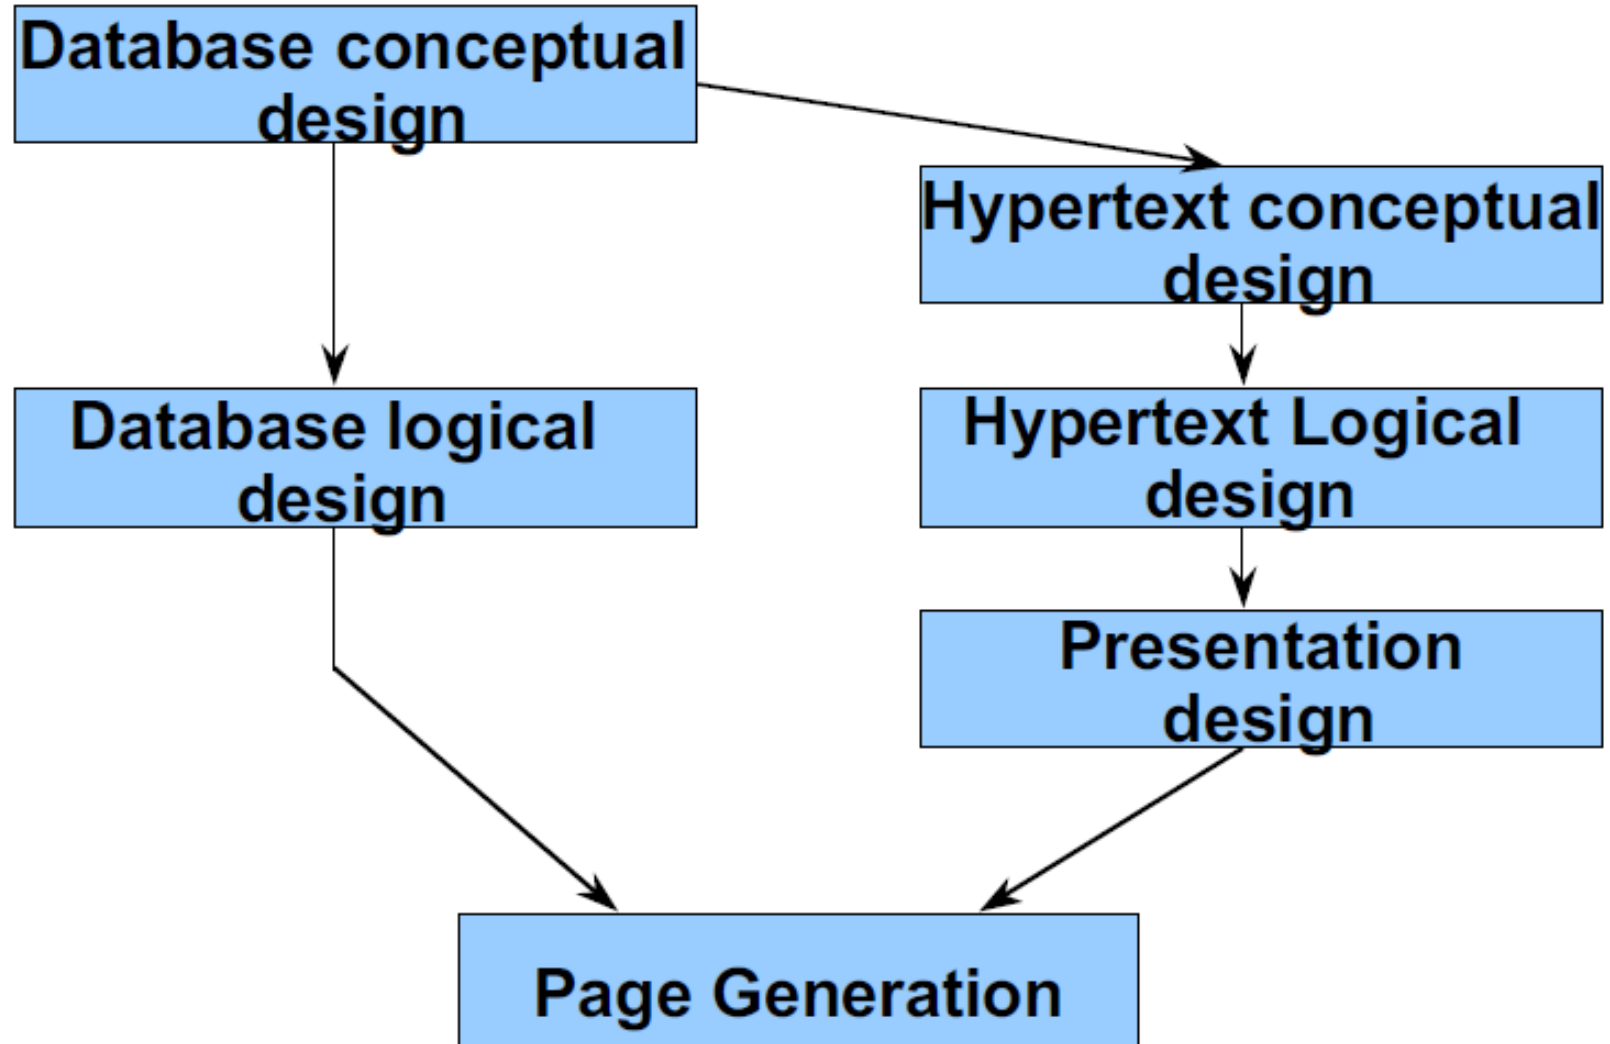 Database conceptual
design
Hypertext conceptual
design
Database logical
design
Hypertext Logical
design
Presentation
design
Page Generation